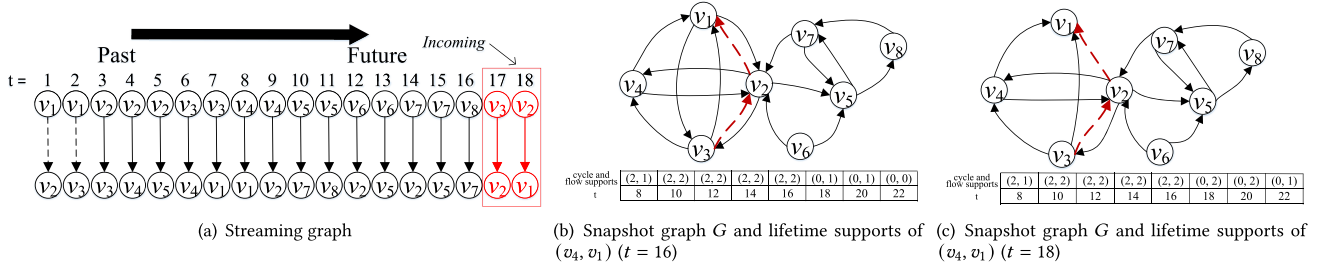 Past
Future
Incoming
t = 1 2 3 4 5 6 7 8 9 10 11 12 13 14 15 16 17 18
v1 v1 v2 v2 v2 v3 v3 v4 v4 v5 v5 v6 v6 v7 v7 v8 v3 v2
v2 v3 v3 v4 v5 v4 v1 v1 v2 v7 v8 v2 v5 v2 v5 v7 v2 v1
(a) Streaming graph
v1
v7
v8
v4
v2
v5
v3
v6
cycle and flow supports (2, 1) (2, 2) (2, 2) (2, 2) (2, 2) (0, 1) (0, 1) (0, 0)
t 8 10 12 14 16 18 20 22
(b) Snapshot graph G and lifetime supports of
(v4, v1) (t = 16)
v1
v7
v8
v4
v2
v5
v3
v6
cycle and flow supports (2, 1) (2, 2) (2, 2) (2, 2) (2, 2) (0, 2) (0, 2) (0, 1)
t 8 10 12 14 16 18 20 22
(c) Snapshot graph G and lifetime supports of
(v4, v1) (t = 18)